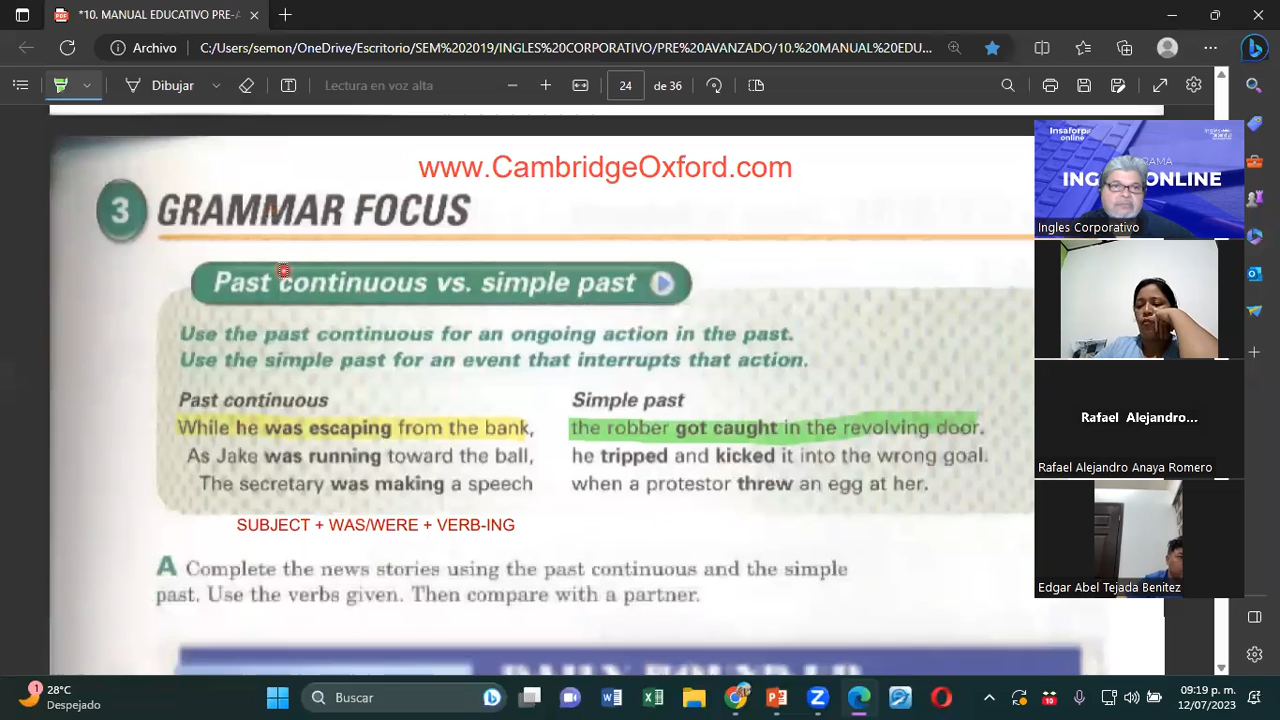 *10. MANUAL EDUCATIVO PRE-A
Archivo
C:/Users/semon/OneDrive/Escritorio/SEM%202019/INGLES%20CORPORATIVO/PRE%20AVANZADO/10.%20MANUAL%20EDU...
Dibujar
Lectura en voz alta
24
de 36
www.CambridgeOxford.com
3 GRAMMAR FOCUS
Past continuous vs. simple past
Use the past continuous for an ongoing action in the past.
Use the simple past for an event that interrupts that action.
Past continuous
Simple past
While he was escaping from the bank,
the robber got caught in the revolving door.
As Jake was running toward the ball,
he tripped and kicked it into the wrong goal.
The secretary was making a speech
when a protestor threw an egg at her.
SUBJECT + WAS/WERE + VERB-ING
A Complete the news stories using the past continuous and the simple
past. Use the verbs given. Then compare with a partner.
Insaforp
online
ONLINE
Ingles Corporativo
Rafael Alejandro...
Rafael Alejandro Anaya Romero
Edgar Abel Tejada Benitez
1
28°C
Despejado
Buscar
10
09:19 p. m.
12/07/2023